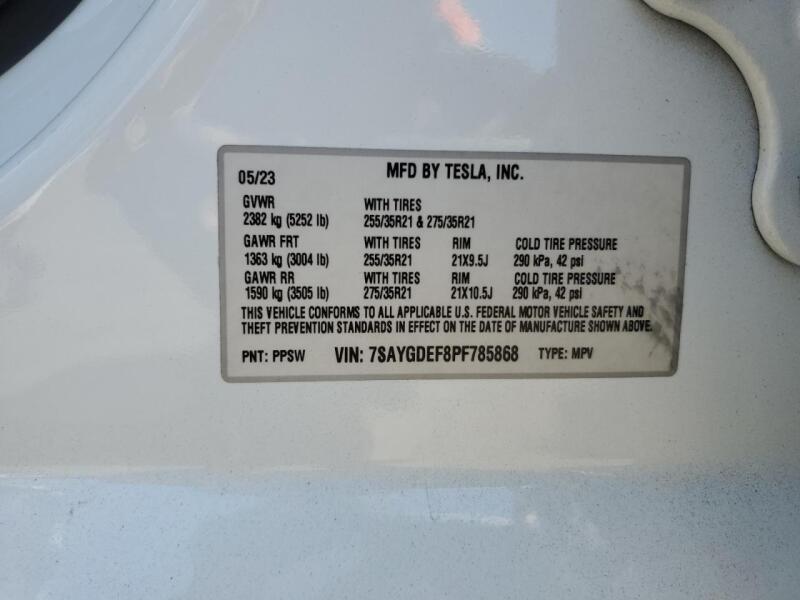 05/23 MFD BY TESLA, INC.
GVWR WITH TIRES
2382 kg (5252 lb) 255/35R21 & 275/35R21
GAWR FRT WITH TIRES RIM COLD TIRE PRESSURE
1363 kg (3004 lb) 255/35R21 21X9.5J 290 kPa, 42 psi
GAWR RR WITH TIRES RIM COLD TIRE PRESSURE
1590 kg (3505 lb) 275/35R21 21X10.5J 290 kPa, 42 psi
THIS VEHICLE CONFORMS TO ALL APPLICABLE U.S. FEDERAL MOTOR VEHICLE SAFETY AND
THEFT PREVENTION STANDARDS IN EFFECT ON THE DATE OF MANUFACTURE SHOWN ABOVE.
PNT: PPSW VIN: 7SAYGDEF8PF785868 TYPE: MPV